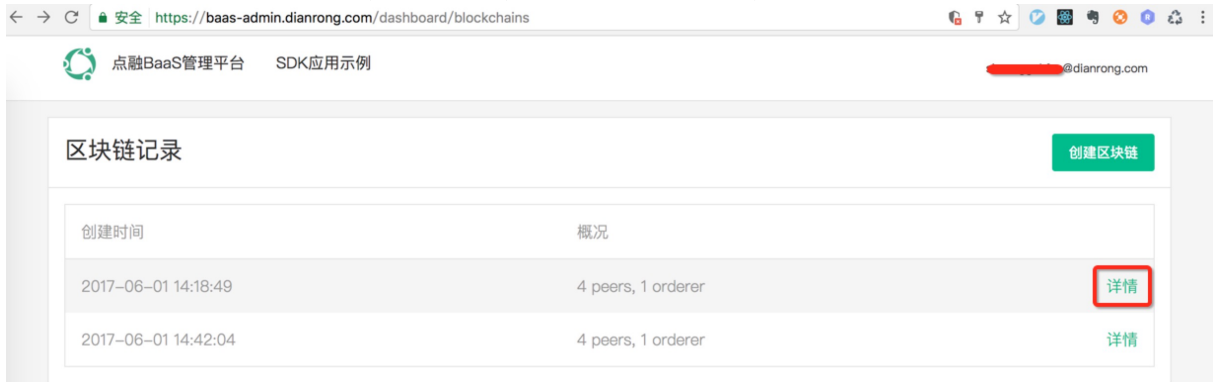 安全 https://baas-admin.dianrong.com/dashboard/blockchains
点融BaaS管理平台 SDK应用示例 @dianrong.com
区块链记录 创建区块链
创建时间 概况
2017-06-01 14:18:49 4 peers, 1 orderer 详情
2017-06-01 14:42:04 4 peers, 1 orderer 详情